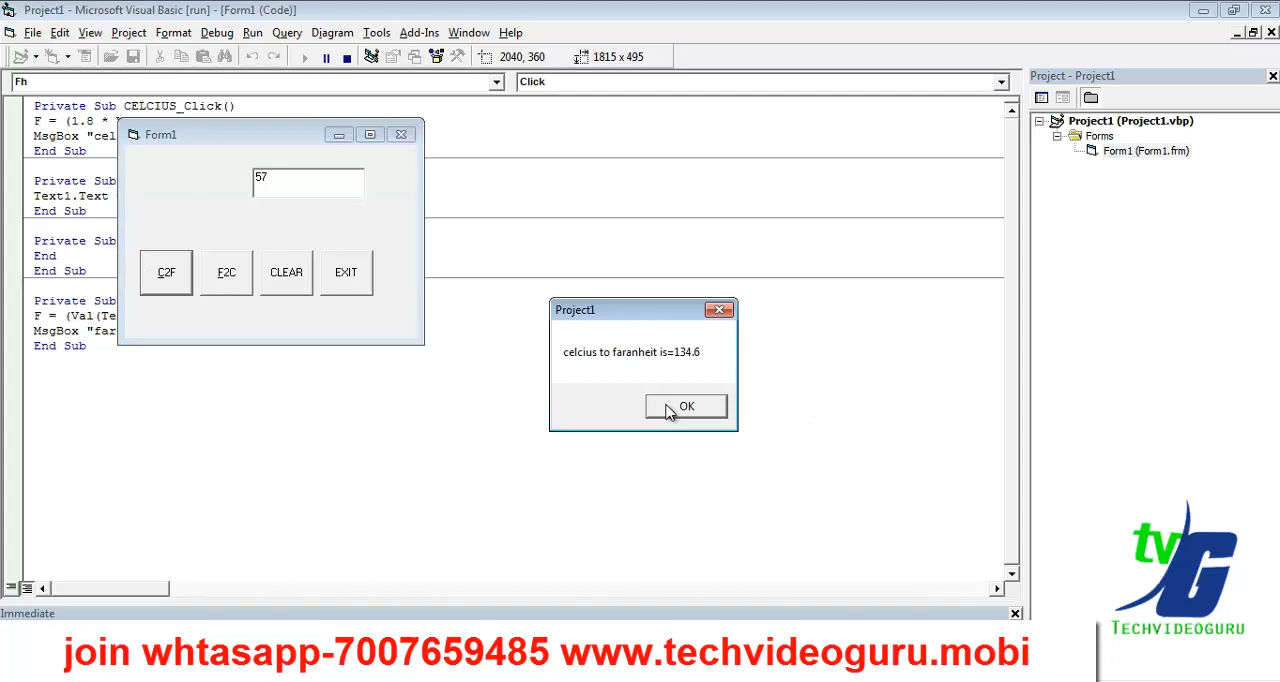 Project1 - Microsoft Visual Basic [run] - [Form1 (Code)]
File Edit View Project Format Debug Run Query Diagram Tools Add-Ins Window Help
2040, 360 1815 x 495
Fh Click
Project - Project1
Project1 (Project1.vbp)
Forms
Form1 (Form1.frm)
Private Sub CELCIUS_Click()
F = (1.8 *
MsgBox "cel
End Sub
Private Sub
Text1.Text
End Sub
Private Sub
End
End Sub
Private Sub
F = (Val(Te
MsgBox "far
End Sub
Form1
57
C2F F2C CLEAR EXIT
Project1
celcius to faranheit is=134.6
OK
Immediate
tvG
TECHVIDEOGURU
join whtasapp-7007659485 www.techvideoguru.mobi